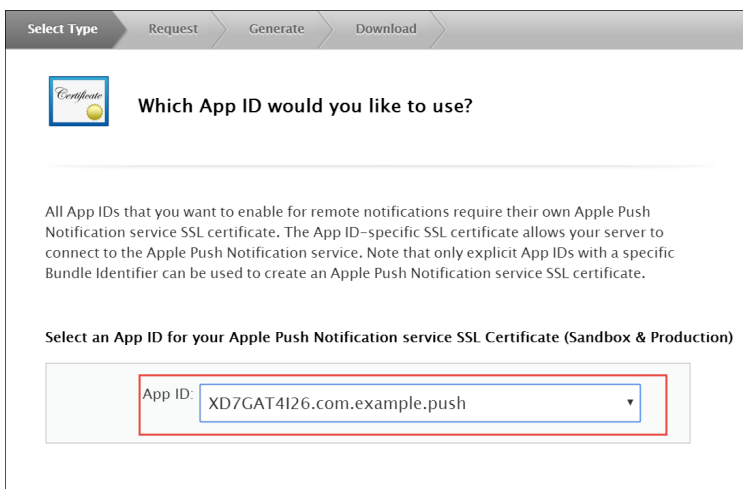 Select Type Request Generate Download
Certificate
Which App ID would you like to use?
All App IDs that you want to enable for remote notifications require their own Apple Push
Notification service SSL certificate. The App ID-specific SSL certificate allows your server to
connect to the Apple Push Notification service. Note that only explicit App IDs with a specific
Bundle Identifier can be used to create an Apple Push Notification service SSL certificate.
Select an App ID for your Apple Push Notification service SSL Certificate (Sandbox & Production)
App ID: XD7GAT4I26.com.example.push